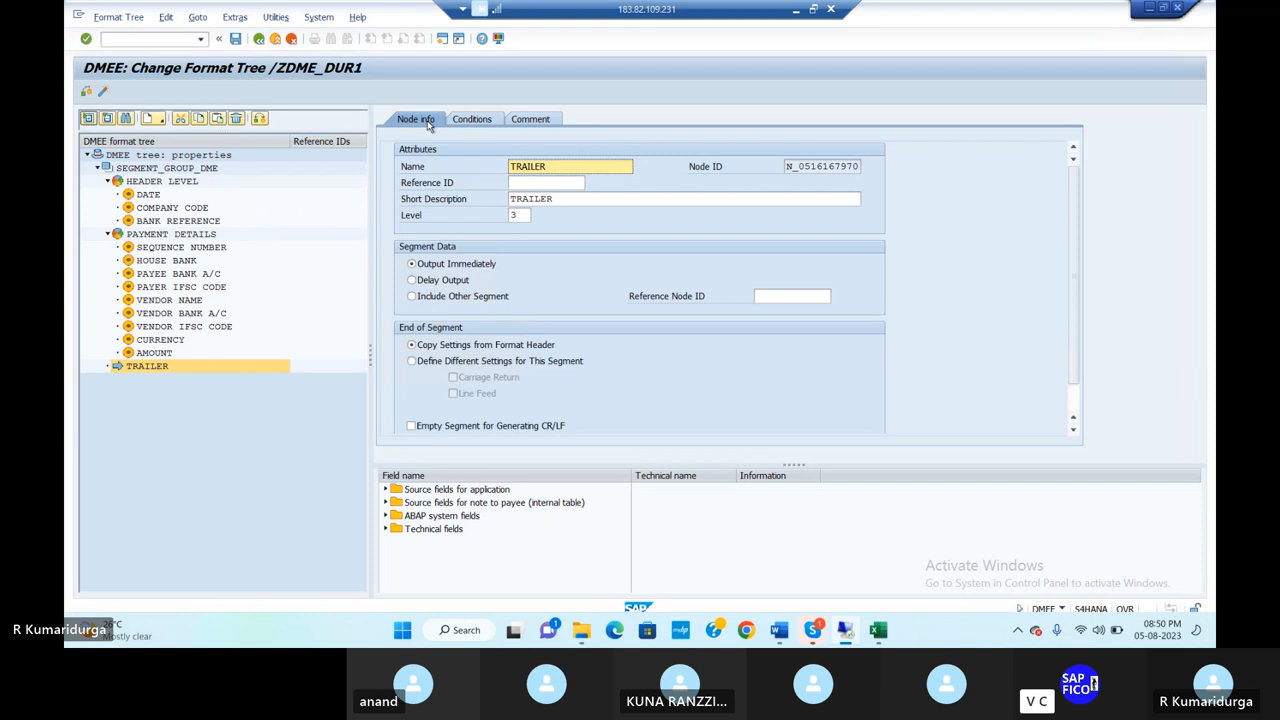 183.82.109.231
Format Tree Edit Goto Extras Utilities System Help
DMEE: Change Format Tree /ZDME_DUR1
Node info Conditions Comment
DMEE format tree Reference IDs
DMEE tree: properties
SEGMENT_GROUP_DME
HEADER LEVEL
DATE
COMPANY CODE
BANK REFERENCE
PAYMENT DETAILS
SEQUENCE NUMBER
HOUSE BANK
PAYEE BANK A/C
PAYER IFSC CODE
VENDOR NAME
VENDOR BANK A/C
VENDOR IFSC CODE
CURRENCY
AMOUNT
TRAILER
Attributes
Name TRAILER Node ID N_0516167970
Reference ID
Short Description TRAILER
Level 3
Segment Data
Output Immediately
Delay Output
Include Other Segment Reference Node ID
End of Segment
Copy Settings from Format Header
Define Different Settings for This Segment
Carriage Return
Line Feed
Empty Segment for Generating CR/LF
Field name Technical name Information
Source fields for application
Source fields for note to payee (internal table)
ABAP system fields
Technical fields
Activate Windows
Go to System in Control Panel to activate Windows.
SAP DMEE S4HANA OVR
26°C
Mostly clear
R Kumaridurga
Search
1
1
08:50 PM
05-08-2023
SAP
FICO
anand KUNA RANZZI... V C R Kumaridurga